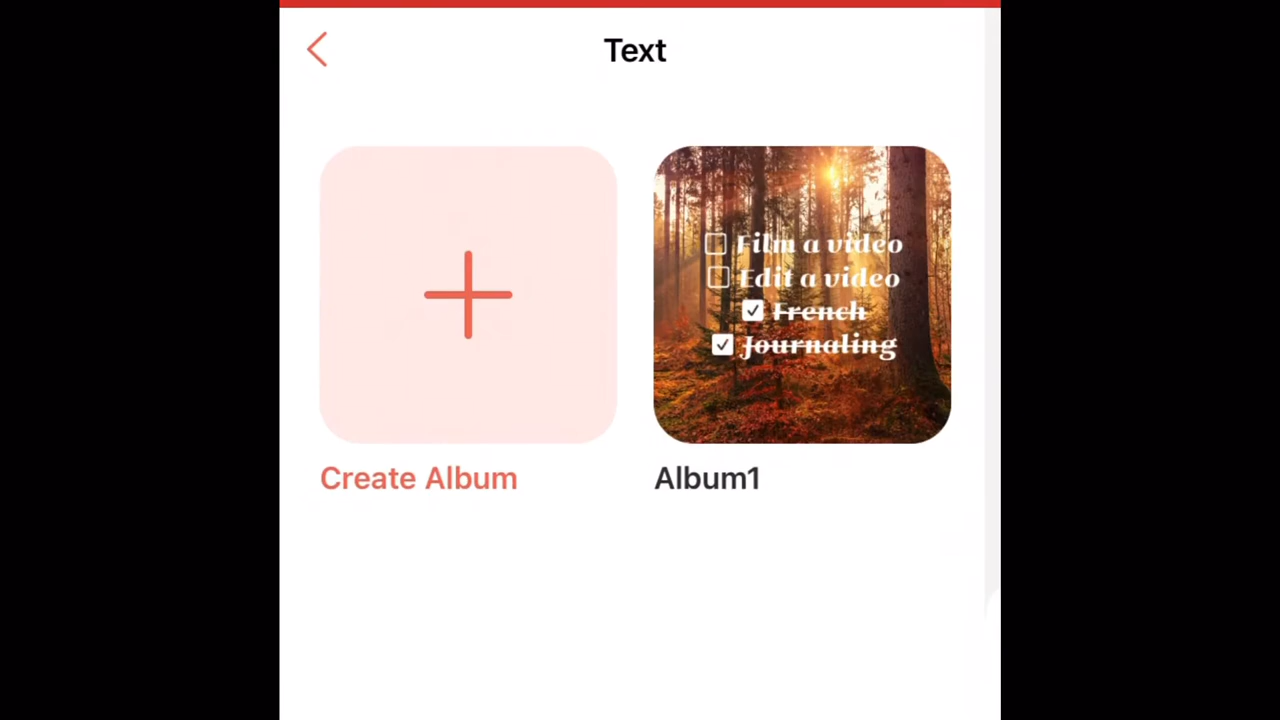 Text
Film a video
Edit a video
French
Journaling
Create Album
Album1